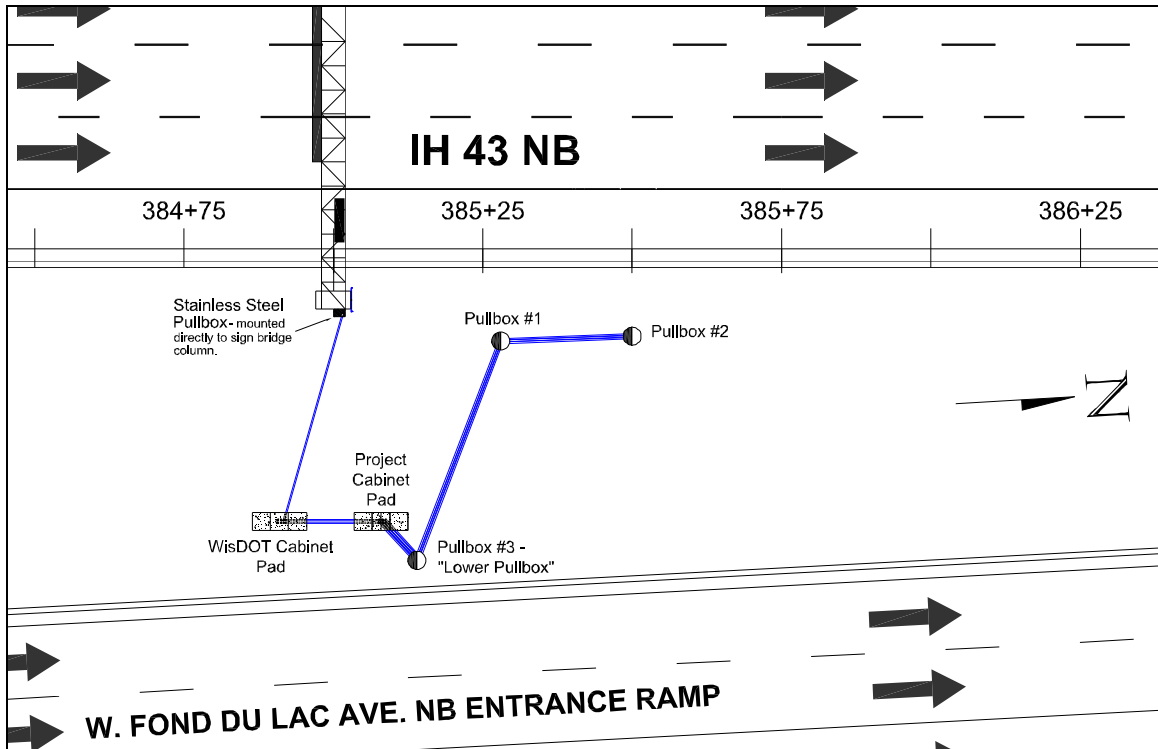 IH 43 NB
384+75
385+25
385+75
386+25
Stainless Steel
Pullbox- mounted
directly to sign bridge
column.
Pullbox #1
Pullbox #2
N
Project
Cabinet
Pad
WisDOT Cabinet
Pad
Pullbox #3 -
"Lower Pullbox"
W. FOND DU LAC AVE. NB ENTRANCE RAMP